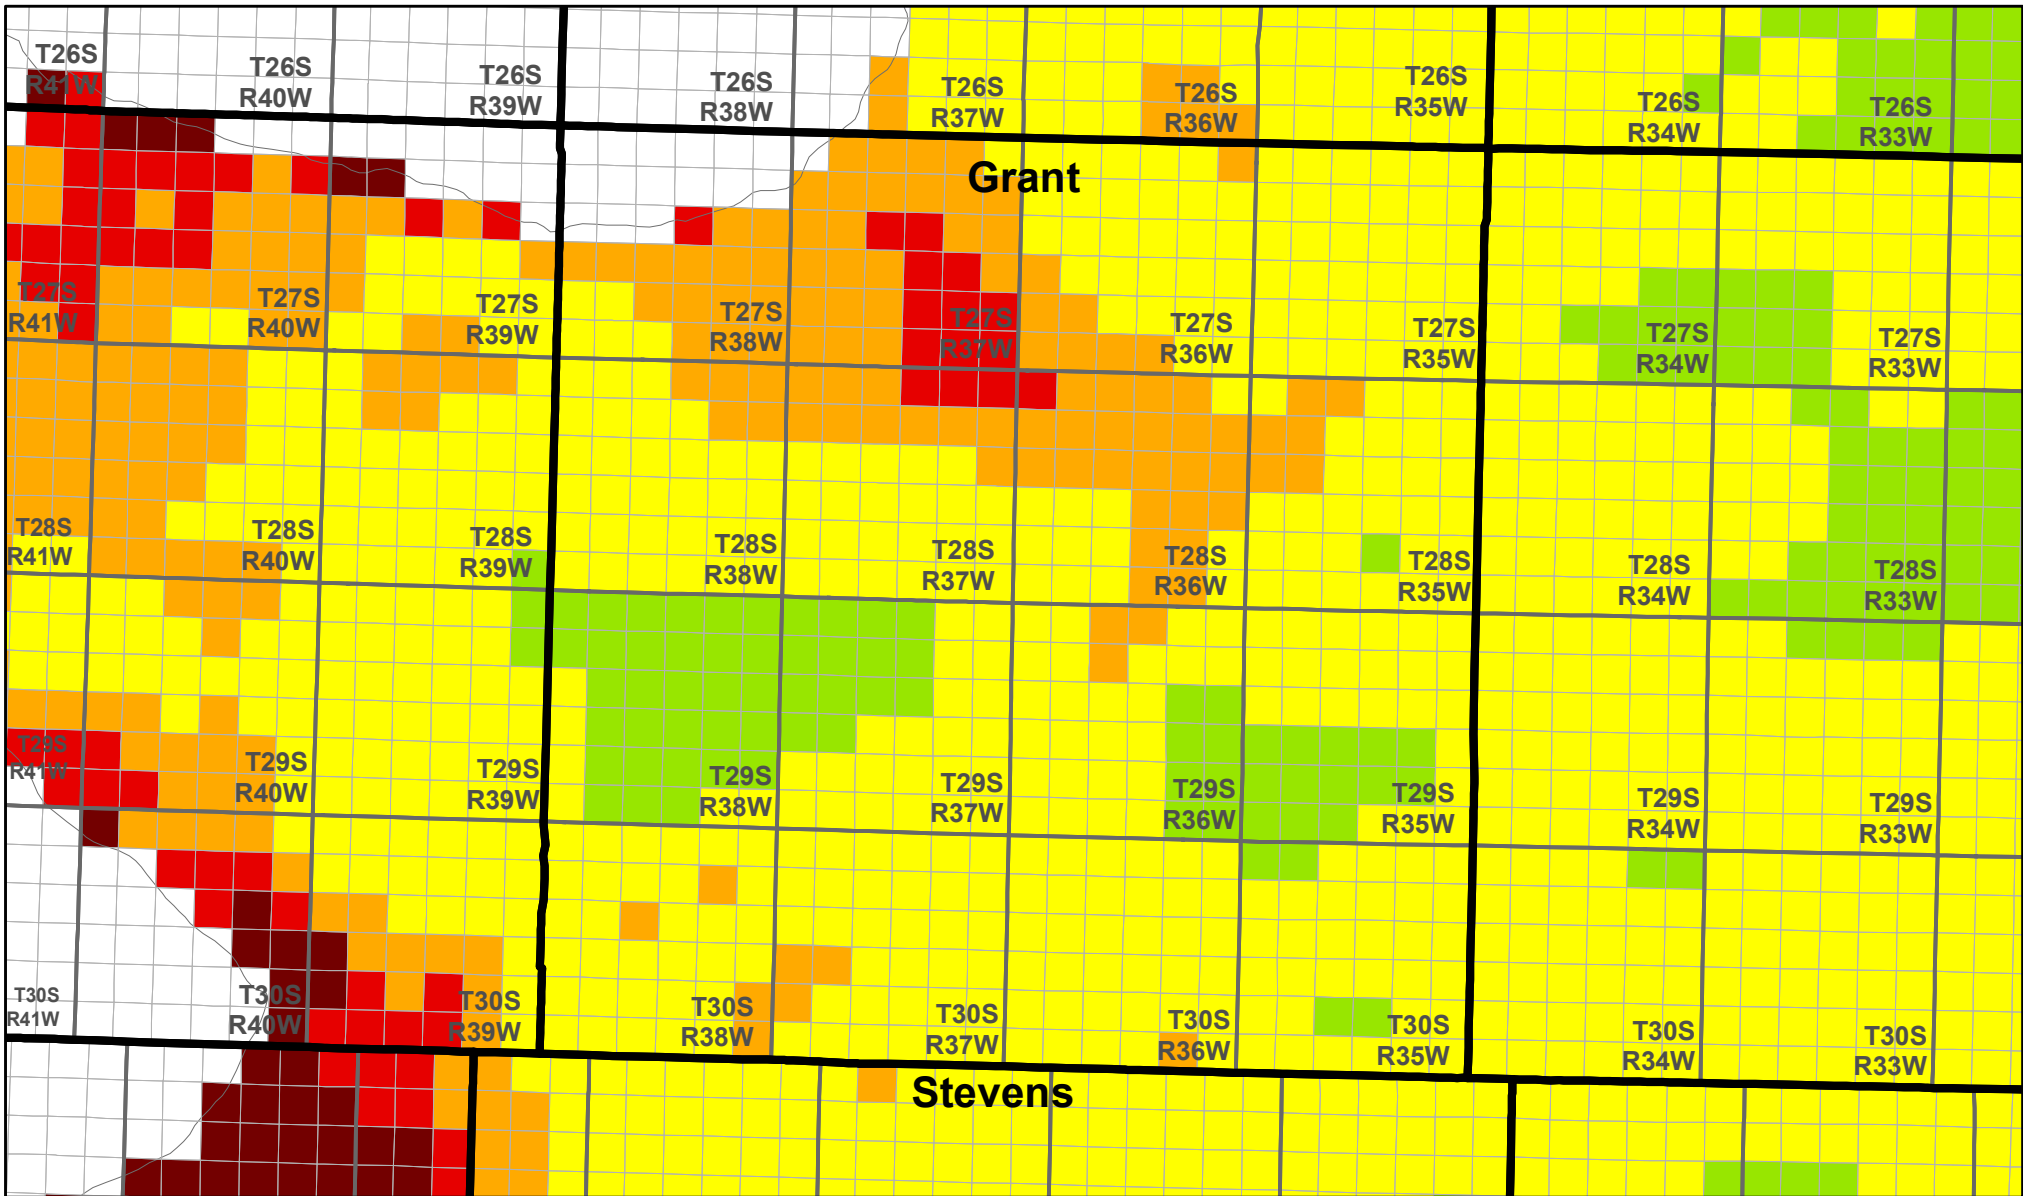 T26S
R41W
T26S
R40W
T26S
R39W
T26S
R38W
T26S
R37W
T26S
R36W
T26S
R35W
T26S
R34W
T26S
R33W
Grant
T27S
R41W
T27S
R40W
T27S
R39W
T27S
R38W
T27S
R37W
T27S
R36W
T27S
R35W
T27S
R34W
T27S
R33W
T28S
R41W
T28S
R40W
T28S
R39W
T28S
R38W
T28S
R37W
T28S
R36W
T28S
R35W
T28S
R34W
T28S
R33W
T29S
R41W
T29S
R40W
T29S
R39W
T29S
R38W
T29S
R37W
T29S
R36W
T29S
R35W
T29S
R34W
T29S
R33W
T30S
R41W
T30S
R40W
T30S
R39W
T30S
R38W
T30S
R37W
T30S
R36W
T30S
R35W
T30S
R34W
T30S
R33W
Stevens